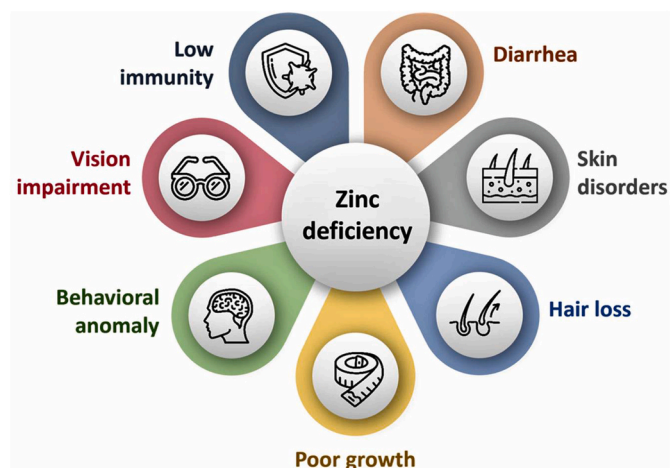 Low
immunity
Diarrhea
Vision
impairment
Zinc
deficiency
Skin
disorders
Behavioral
anomaly
Hair loss
Poor growth